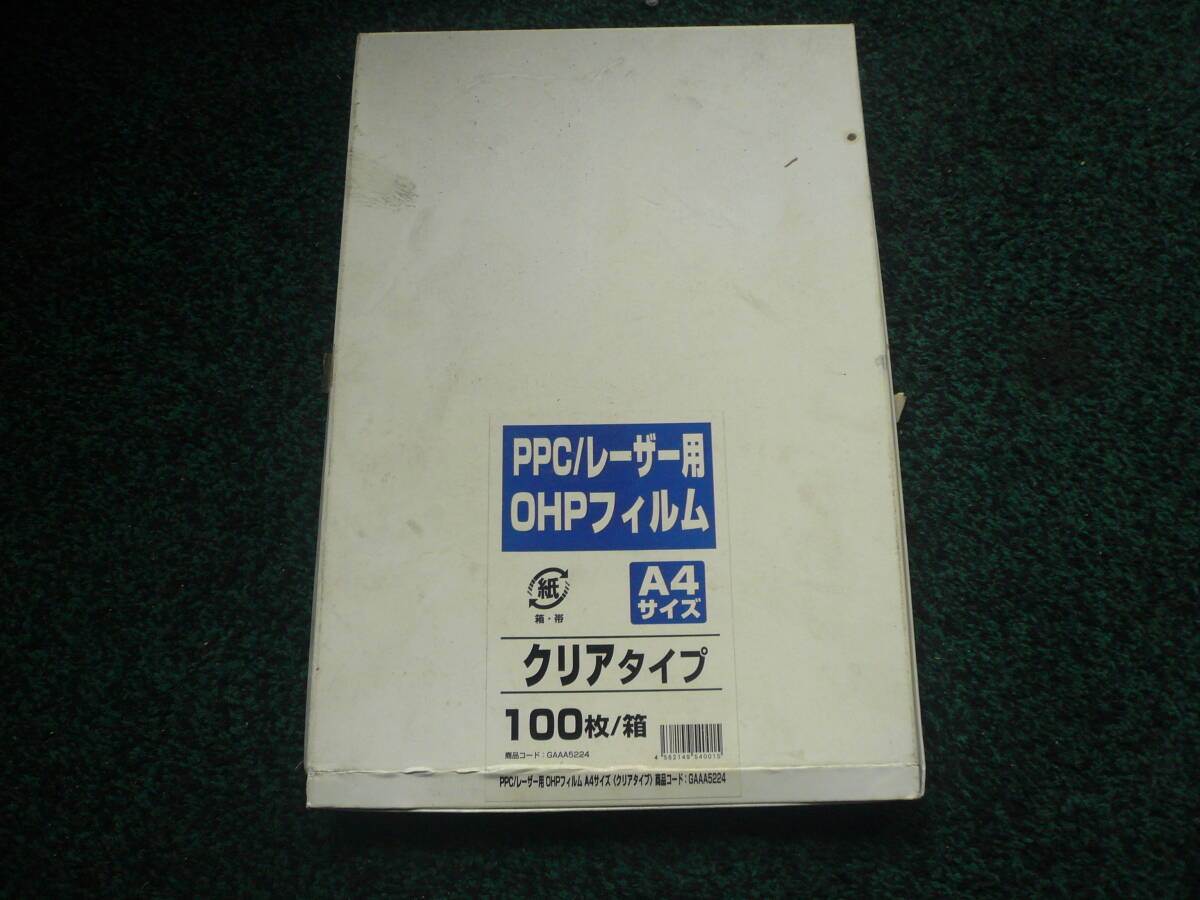 PPC/レーザー用
OHPフィルム
紙
箱・帯
A4
サイズ
クリアタイプ
100枚/箱
商品コード：GAAA5224
4 562149 540015
PPC/レーザー用 OHPフィルム A4サイズ〈クリアタイプ〉商品コード：GAAA5224